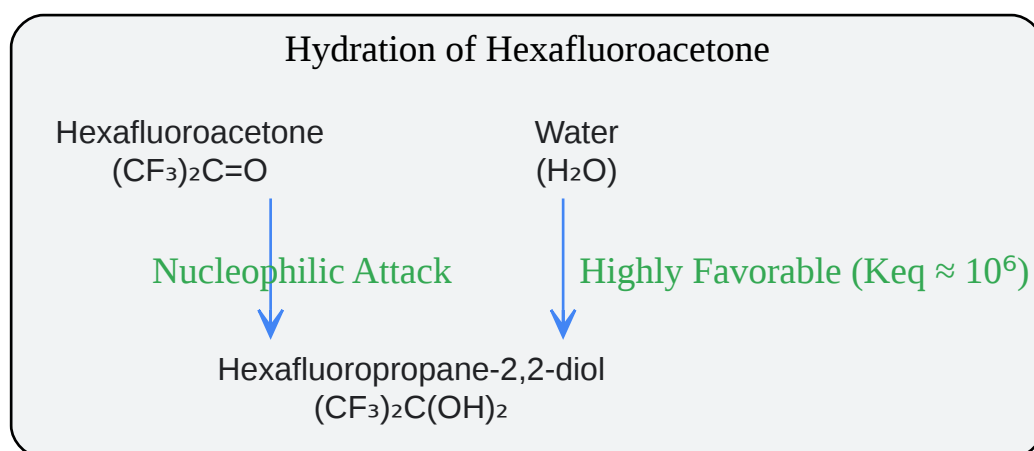 Hydration of Hexafluoroacetone
Hexafluoroacetone
(CF₃)₂C=O
Water
(H₂O)
Nucleophilic Attack
Highly Favorable (Keq ≈ 10⁶)
Hexafluoropropane-2,2-diol
(CF₃)₂C(OH)₂